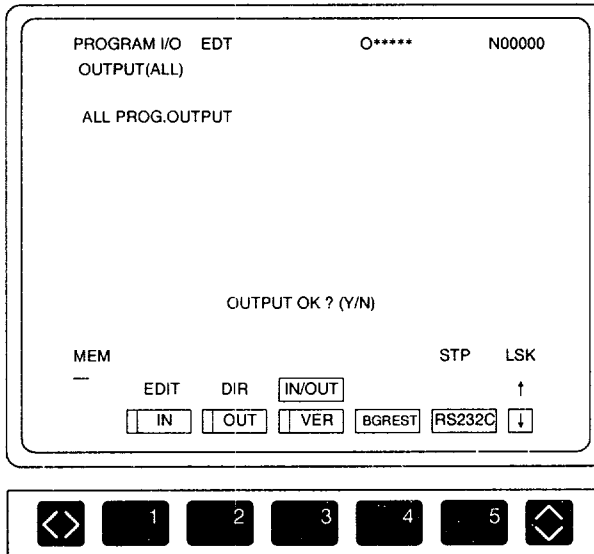 PROGRAM I/O EDT O***** N00000
OUTPUT(ALL)
ALL PROG.OUTPUT
OUTPUT OK ? (Y/N)
MEM STP LSK
EDIT DIR IN/OUT ↑
IN OUT VER BGREST RS232C ↓
1 2 3 4 5